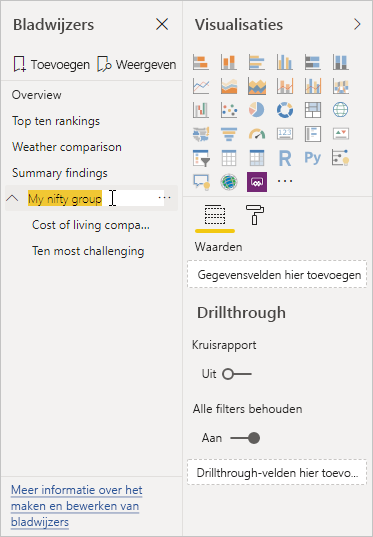 Bladwijzers
Toevoegen
Weergeven
Overview
Top ten rankings
Weather comparison
Summary findings
My nifty group
Cost of living compa...
Ten most challenging
Meer informatie over het
maken en bewerken van
bladwijzers
Visualisaties
123
R
Py
Waarden
Gegevensvelden hier toevoegen
Drillthrough
Kruisrapport
Uit
Alle filters behouden
Aan
Drillthrough-velden hier toevo...